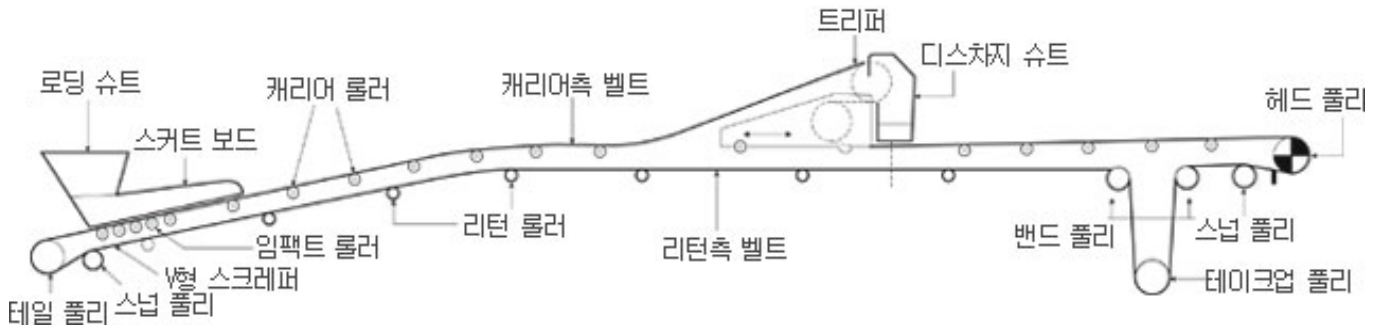 트리퍼
디스차지 슈트
로딩 슈트
캐리어 롤러
캐리어측 벨트
헤드 풀리
스커트 보드
임팩트 롤러
리턴 롤러
리턴측 벨트
밴드 풀리
스넙 풀리
V형 스크레퍼
테이크업 풀리
테일 풀리
스넙 풀리